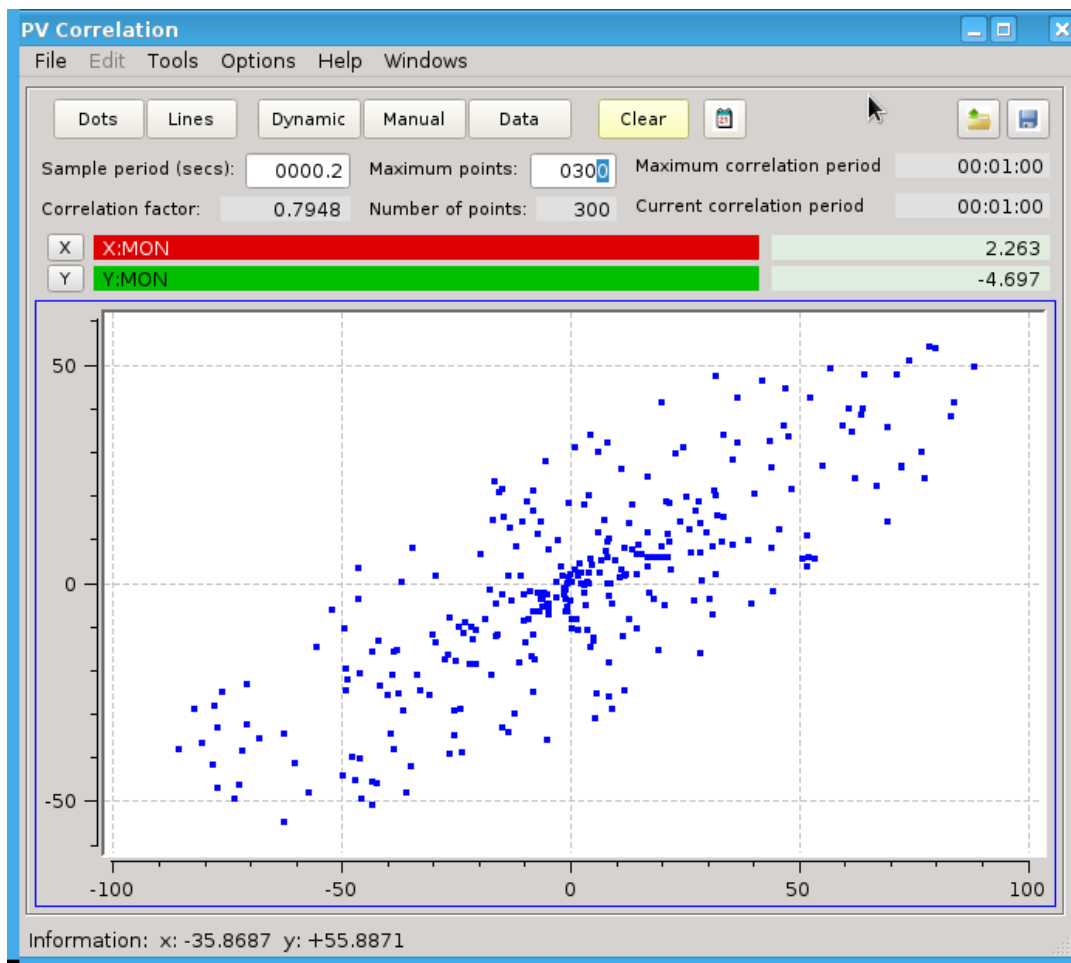 PV Correlation
File Edit Tools Options Help Windows
Dots Lines Dynamic Manual Data Clear
Sample period (secs): 0000.2 Maximum points: 0300 Maximum correlation period 00:01:00
Correlation factor: 0.7948 Number of points: 300 Current correlation period 00:01:00
X X:MON 2.263
Y Y:MON -4.697
50
0
-50
-100 -50 0 50 100
Information: x: -35.8687 y: +55.8871